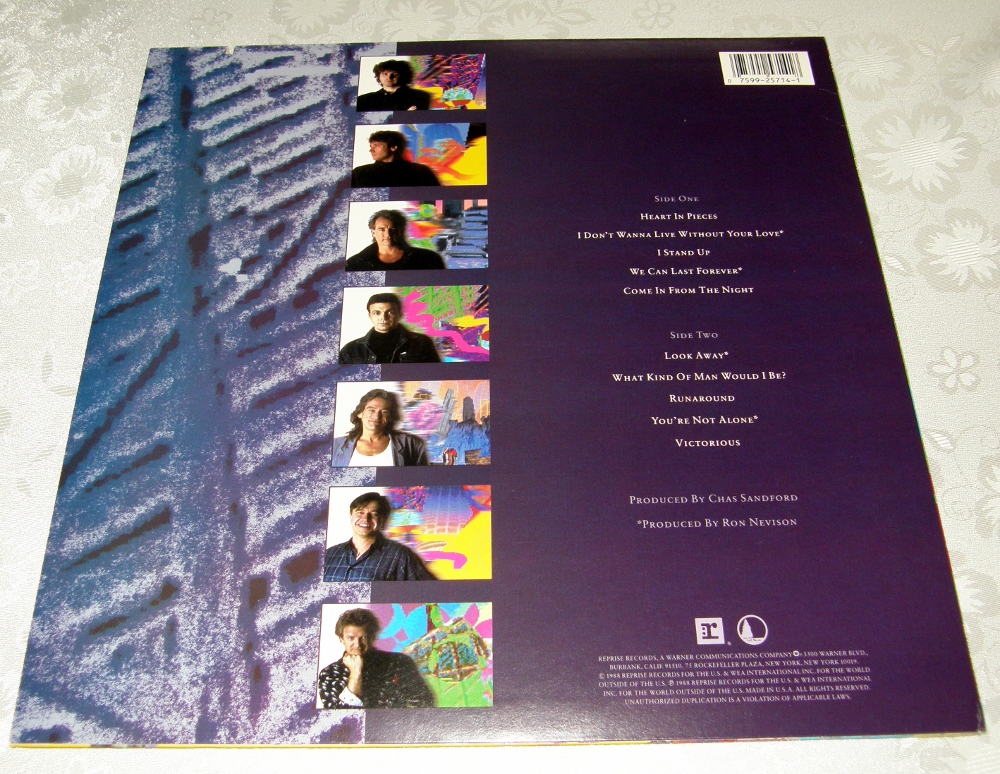 0 7599-25714-1
SIDE ONE
HEART IN PIECES
I DON'T WANNA LIVE WITHOUT YOUR LOVE*
I STAND UP
WE CAN LAST FOREVER*
COME IN FROM THE NIGHT
SIDE TWO
LOOK AWAY*
WHAT KIND OF MAN WOULD I BE?
RUNAROUND
YOU'RE NOT ALONE*
VICTORIOUS
PRODUCED BY CHAS SANDFORD
*PRODUCED BY RON NEVISON
r
REPRISE RECORDS, A WARNER COMMUNICATIONS COMPANY 3300 WARNER BLVD.,
BURBANK, CALIF. 91510. 75 ROCKEFELLER PLAZA, NEW YORK, NEW YORK 10019.
© 1988 REPRISE RECORDS FOR THE U.S. & WEA INTERNATIONAL INC. FOR THE WORLD
OUTSIDE OF THE U.S. ℗ 1988 REPRISE RECORDS FOR THE U.S. & WEA INTERNATIONAL
INC. FOR THE WORLD OUTSIDE OF THE U.S. MADE IN U.S.A. ALL RIGHTS RESERVED.
UNAUTHORIZED DUPLICATION IS A VIOLATION OF APPLICABLE LAWS.